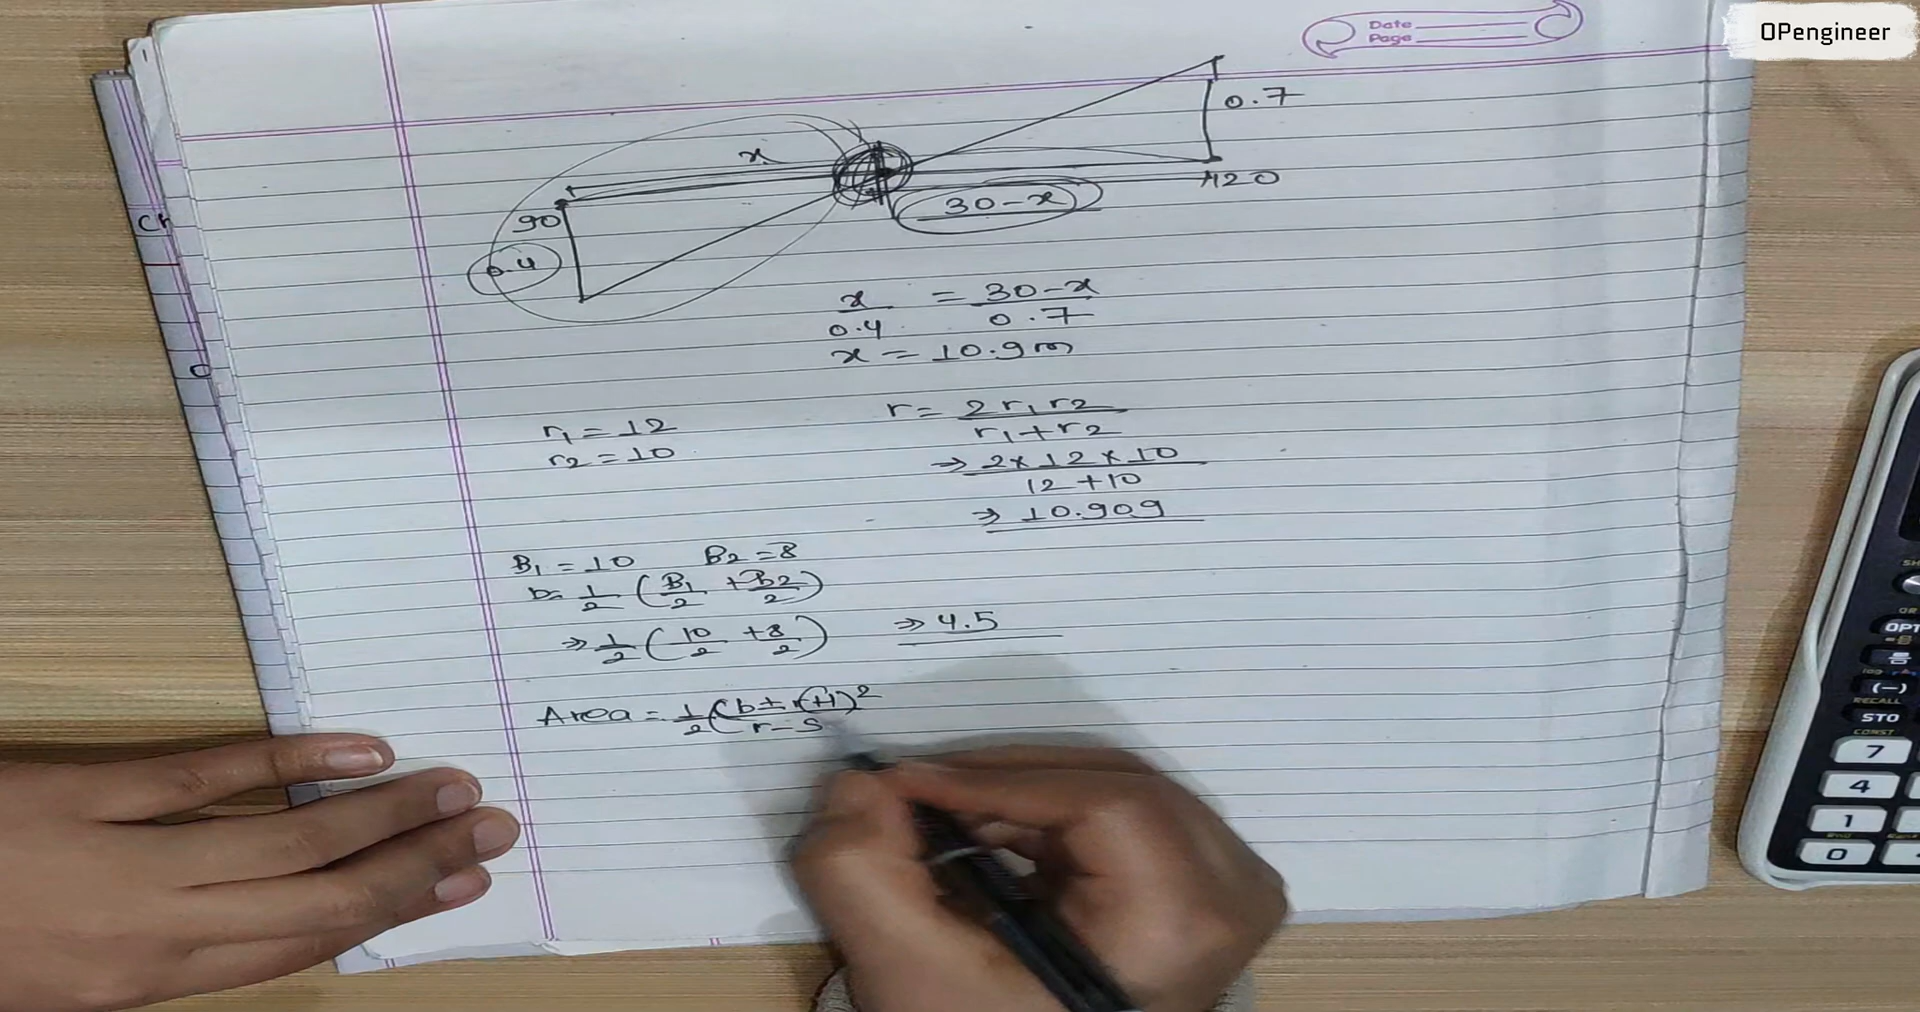 OPengineer
Date
Page
0.7
x
120
90
30-x
0.4
x/0.4 = 30-x/0.7
x = 10.9m
r1 = 12
r2 = 10
r = 2r1r2/r1+r2
⇒ 2×12×10/12+10
⇒ 10.909
B1 = 10 B2 = 8
b= 1/2 (B1/2 + B2/2)
⇒ 1/2 (10/2 + 8/2) ⇒ 4.5
Area = 1/2 (b± r(H)²/(r-S
Ch
OPT
(-)
STO
CONST
RECALL
7
4
1
0